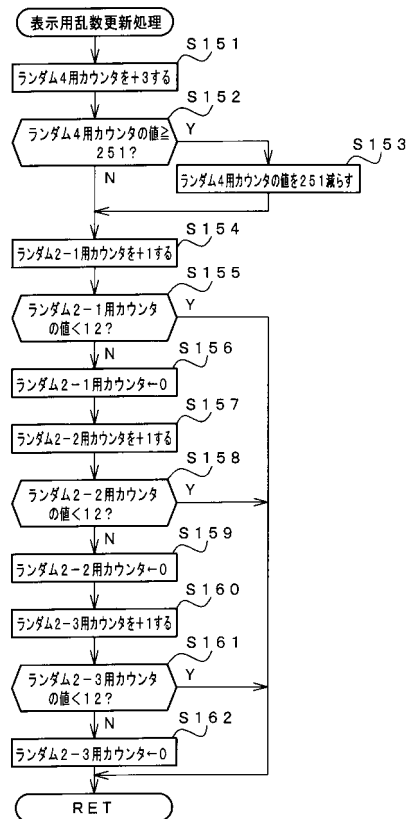 表示用乱数更新処理
S151
ランダム4用カウンタを+3する
S152
ランダム4用カウンタの値≧
251?
Y
S153
N
ランダム4用カウンタの値を251減らす
S154
ランダム2-1用カウンタを+1する
S155
ランダム2-1用カウンタ
の値<12?
Y
N
S156
ランダム2-1用カウンタ←0
S157
ランダム2-2用カウンタを+1する
S158
ランダム2-2用カウンタ
の値<12?
Y
N
S159
ランダム2-2用カウンタ←0
S160
ランダム2-3用カウンタを+1する
S161
ランダム2-3用カウンタ
の値<12?
Y
N
S162
ランダム2-3用カウンタ←0
RET